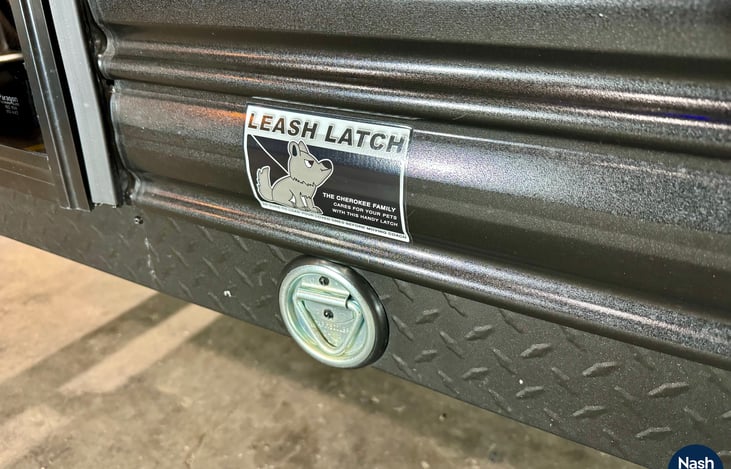 LEASH LATCH
THE CHEROKEE FAMILY
CARES FOR YOUR PETS
WITH THIS HANDY LATCH
Nash